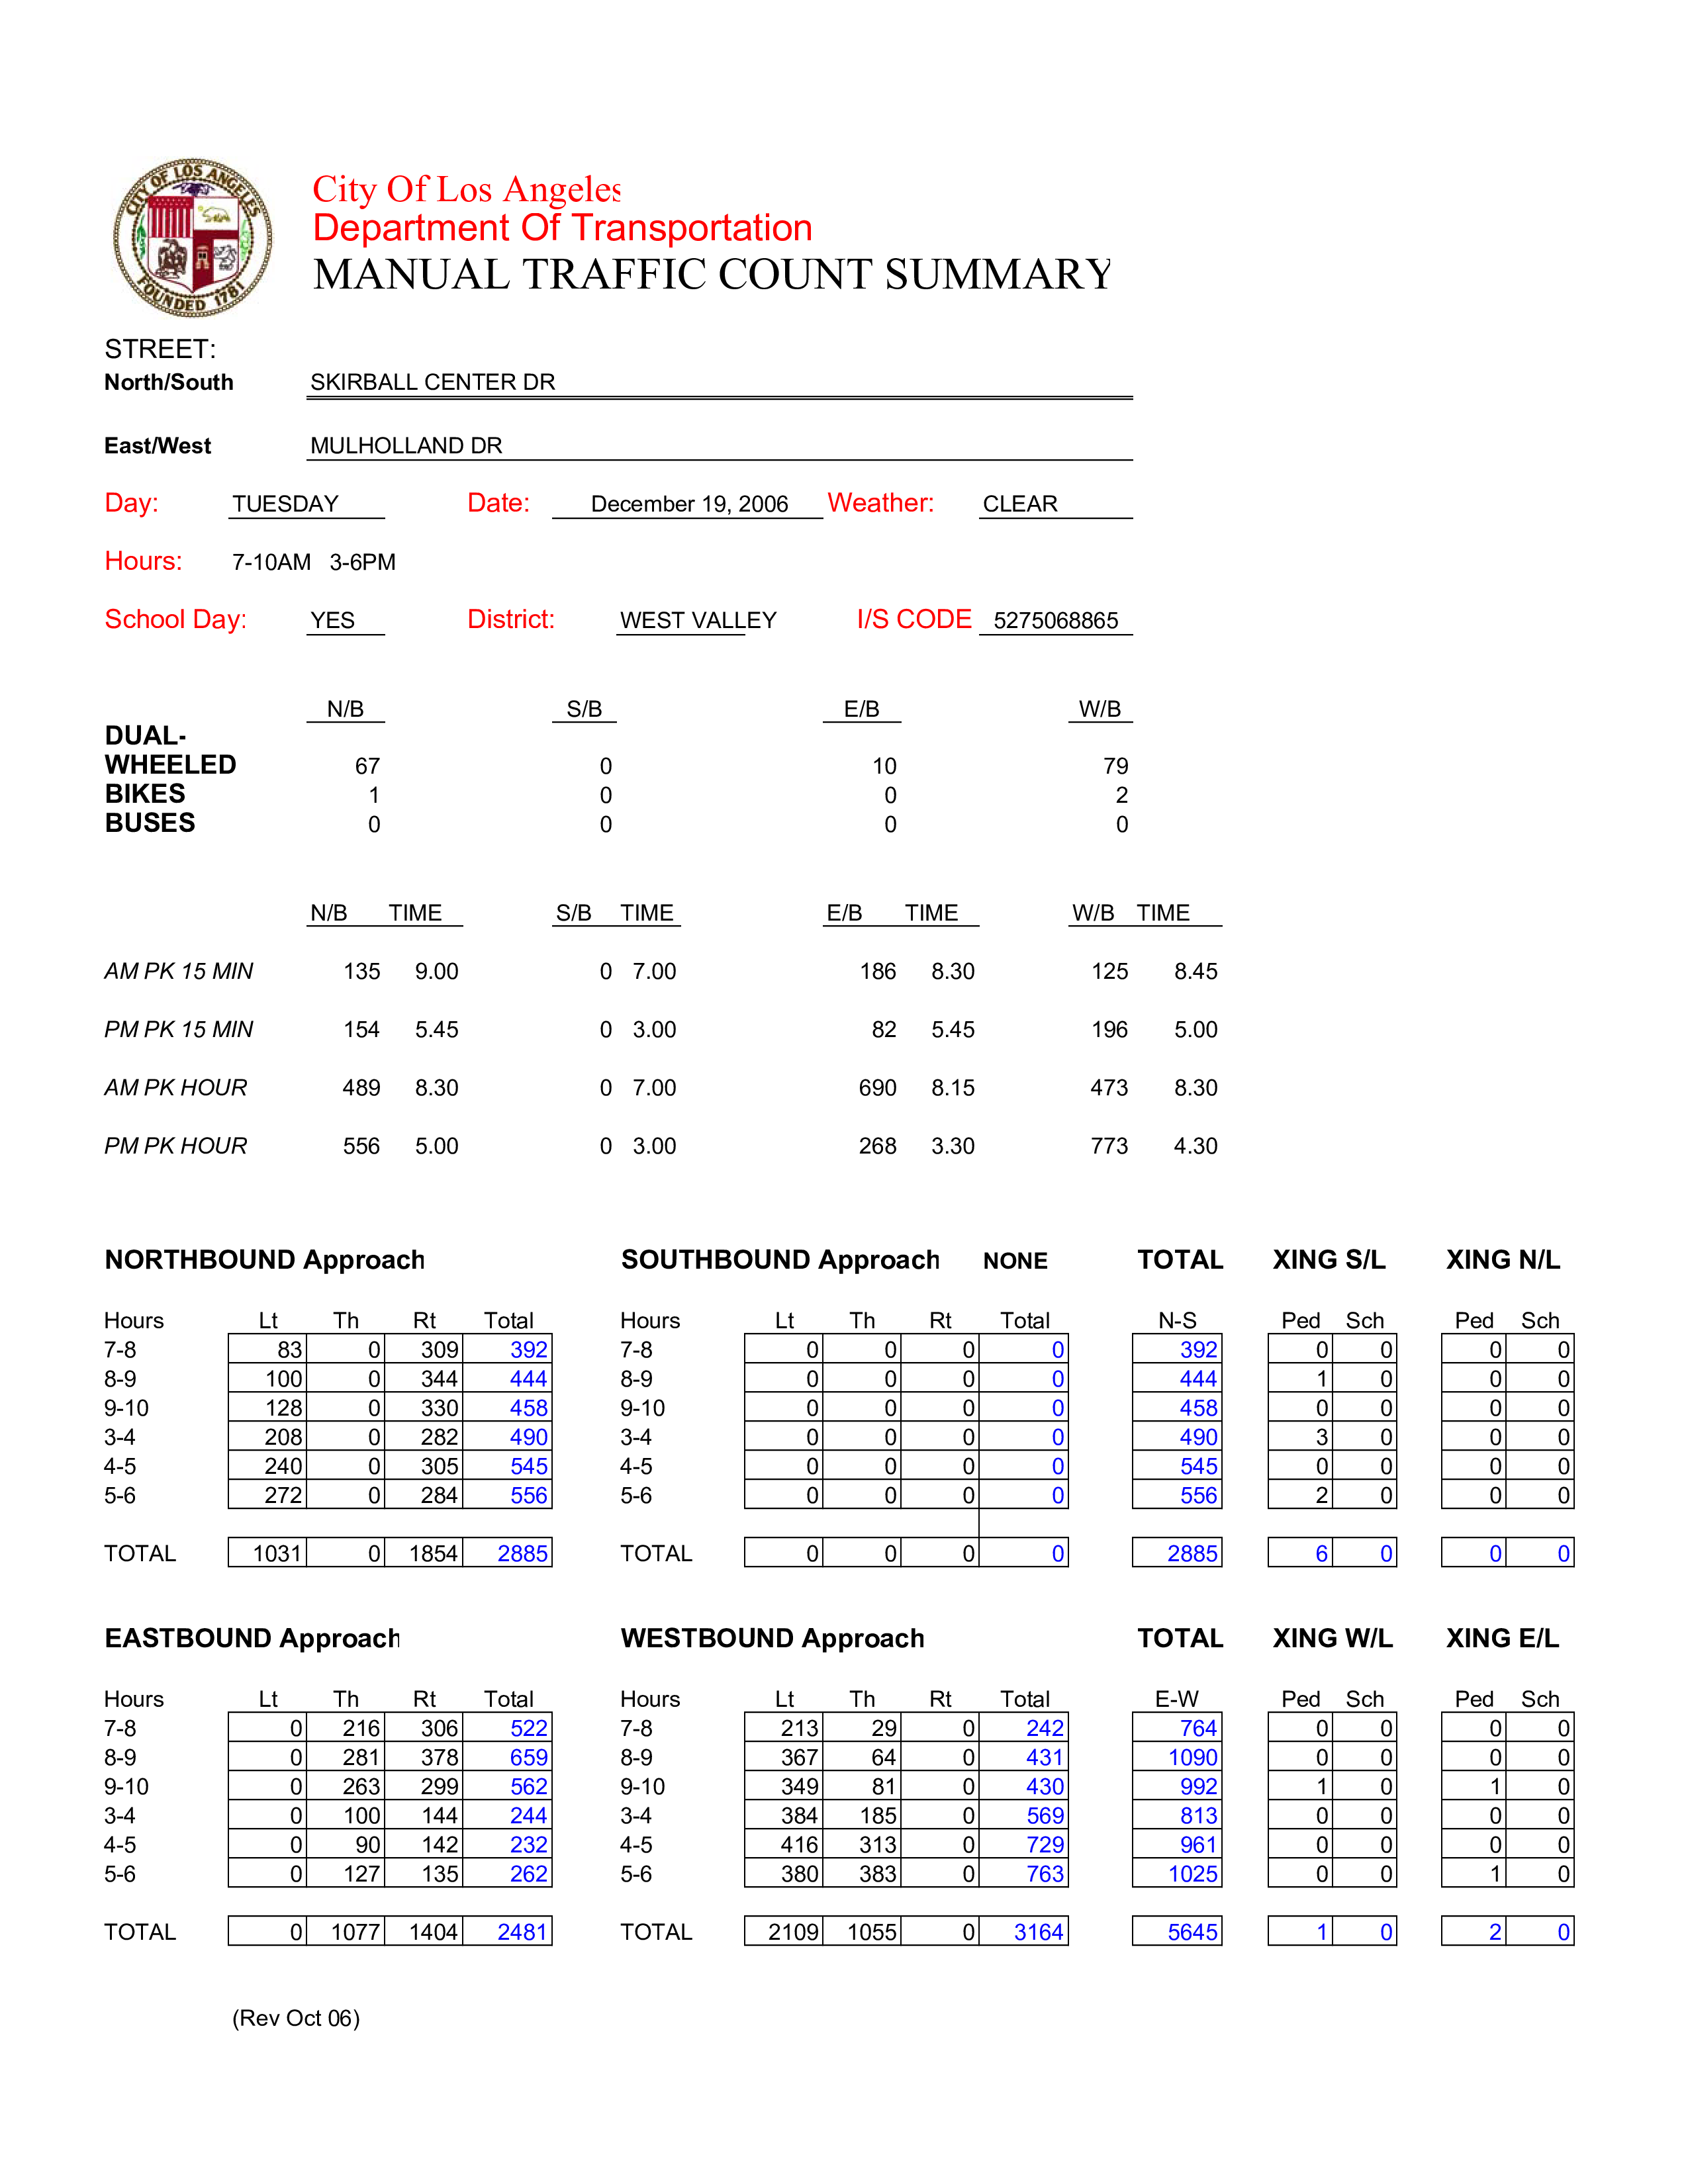 CITY OF LOS ANGELES
FOUNDED 1781
City Of Los Angeles
Department Of Transportation
MANUAL TRAFFIC COUNT SUMMARY
STREET:
North/South SKIRBALL CENTER DR
East/West MULHOLLAND DR
Day: TUESDAY Date: December 19, 2006 Weather: CLEAR
Hours: 7-10AM 3-6PM
School Day: YES District: WEST VALLEY I/S CODE 5275068865
N/B S/B E/B W/B
DUAL-
WHEELED 67 0 10 79
BIKES 1 0 0 2
BUSES 0 0 0 0
N/B TIME S/B TIME E/B TIME W/B TIME
AM PK 15 MIN 135 9.00 0 7.00 186 8.30 125 8.45
PM PK 15 MIN 154 5.45 0 3.00 82 5.45 196 5.00
AM PK HOUR 489 8.30 0 7.00 690 8.15 473 8.30
PM PK HOUR 556 5.00 0 3.00 268 3.30 773 4.30
NORTHBOUND Approach SOUTHBOUND Approach NONE TOTAL XING S/L XING N/L
Hours Lt Th Rt Total Hours Lt Th Rt Total N-S Ped Sch Ped Sch
7-8 83 0 309 392 7-8 0 0 0 0 392 0 0 0 0
8-9 100 0 344 444 8-9 0 0 0 0 444 1 0 0 0
9-10 128 0 330 458 9-10 0 0 0 0 458 0 0 0 0
3-4 208 0 282 490 3-4 0 0 0 0 490 3 0 0 0
4-5 240 0 305 545 4-5 0 0 0 0 545 0 0 0 0
5-6 272 0 284 556 5-6 0 0 0 0 556 2 0 0 0
TOTAL 1031 0 1854 2885 TOTAL 0 0 0 0 2885 6 0 0 0
EASTBOUND Approach WESTBOUND Approach TOTAL XING W/L XING E/L
Hours Lt Th Rt Total Hours Lt Th Rt Total E-W Ped Sch Ped Sch
7-8 0 216 306 522 7-8 213 29 0 242 764 0 0 0 0
8-9 0 281 378 659 8-9 367 64 0 431 1090 0 0 0 0
9-10 0 263 299 562 9-10 349 81 0 430 992 1 0 1 0
3-4 0 100 144 244 3-4 384 185 0 569 813 0 0 0 0
4-5 0 90 142 232 4-5 416 313 0 729 961 0 0 0 0
5-6 0 127 135 262 5-6 380 383 0 763 1025 0 0 1 0
TOTAL 0 1077 1404 2481 TOTAL 2109 1055 0 3164 5645 1 0 2 0
(Rev Oct 06)